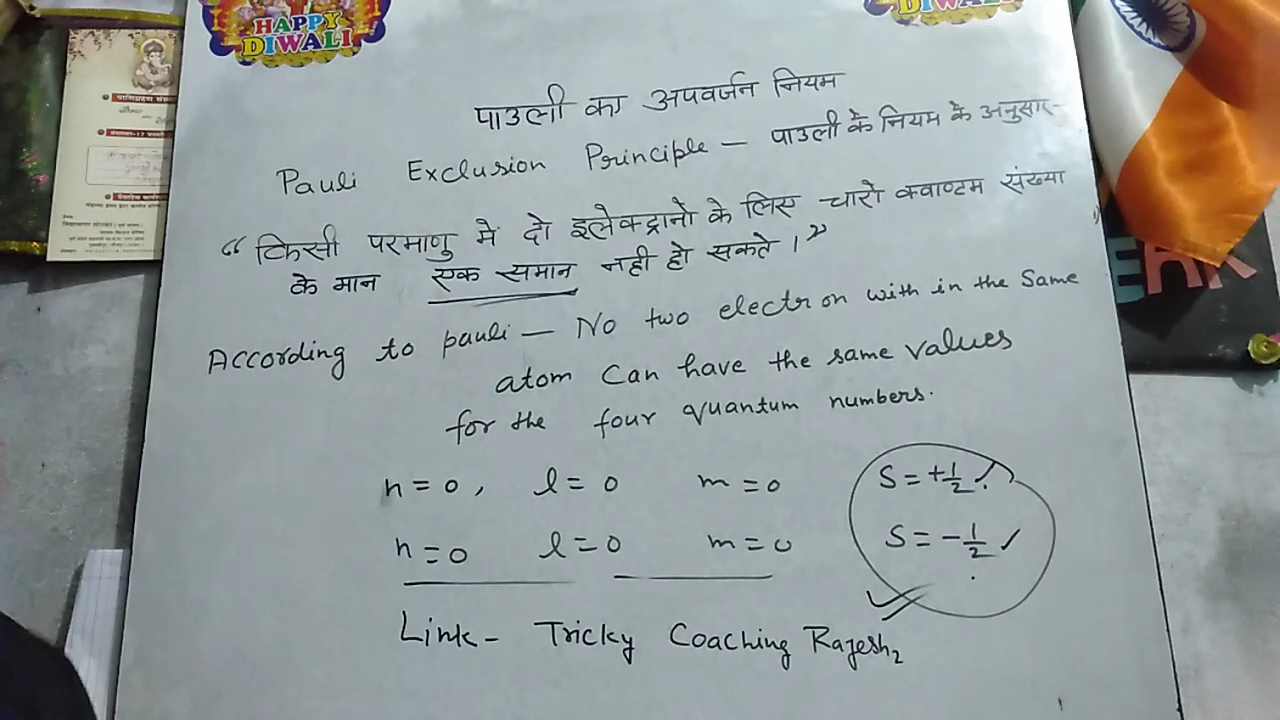 HAPPY DIWALI
DIWALI
पाउली का अपवर्जन नियम
Pauli Exclusion Principle – पाउली के नियम के अनुसार-
“किसी परमाणु में दो इलेक्ट्रानो के लिए चारो क्वाण्टम संख्या
के मान एक समान नही हो सकते।”
According to pauli – No two electron with in the Same
atom Can have the same values
for the four quantum numbers.
n=0, l=0 m=0 S=+1/2 ✓
n=0 l=0 m=0 S=-1/2 ✓
Link- Tricky Coaching Rajesh2